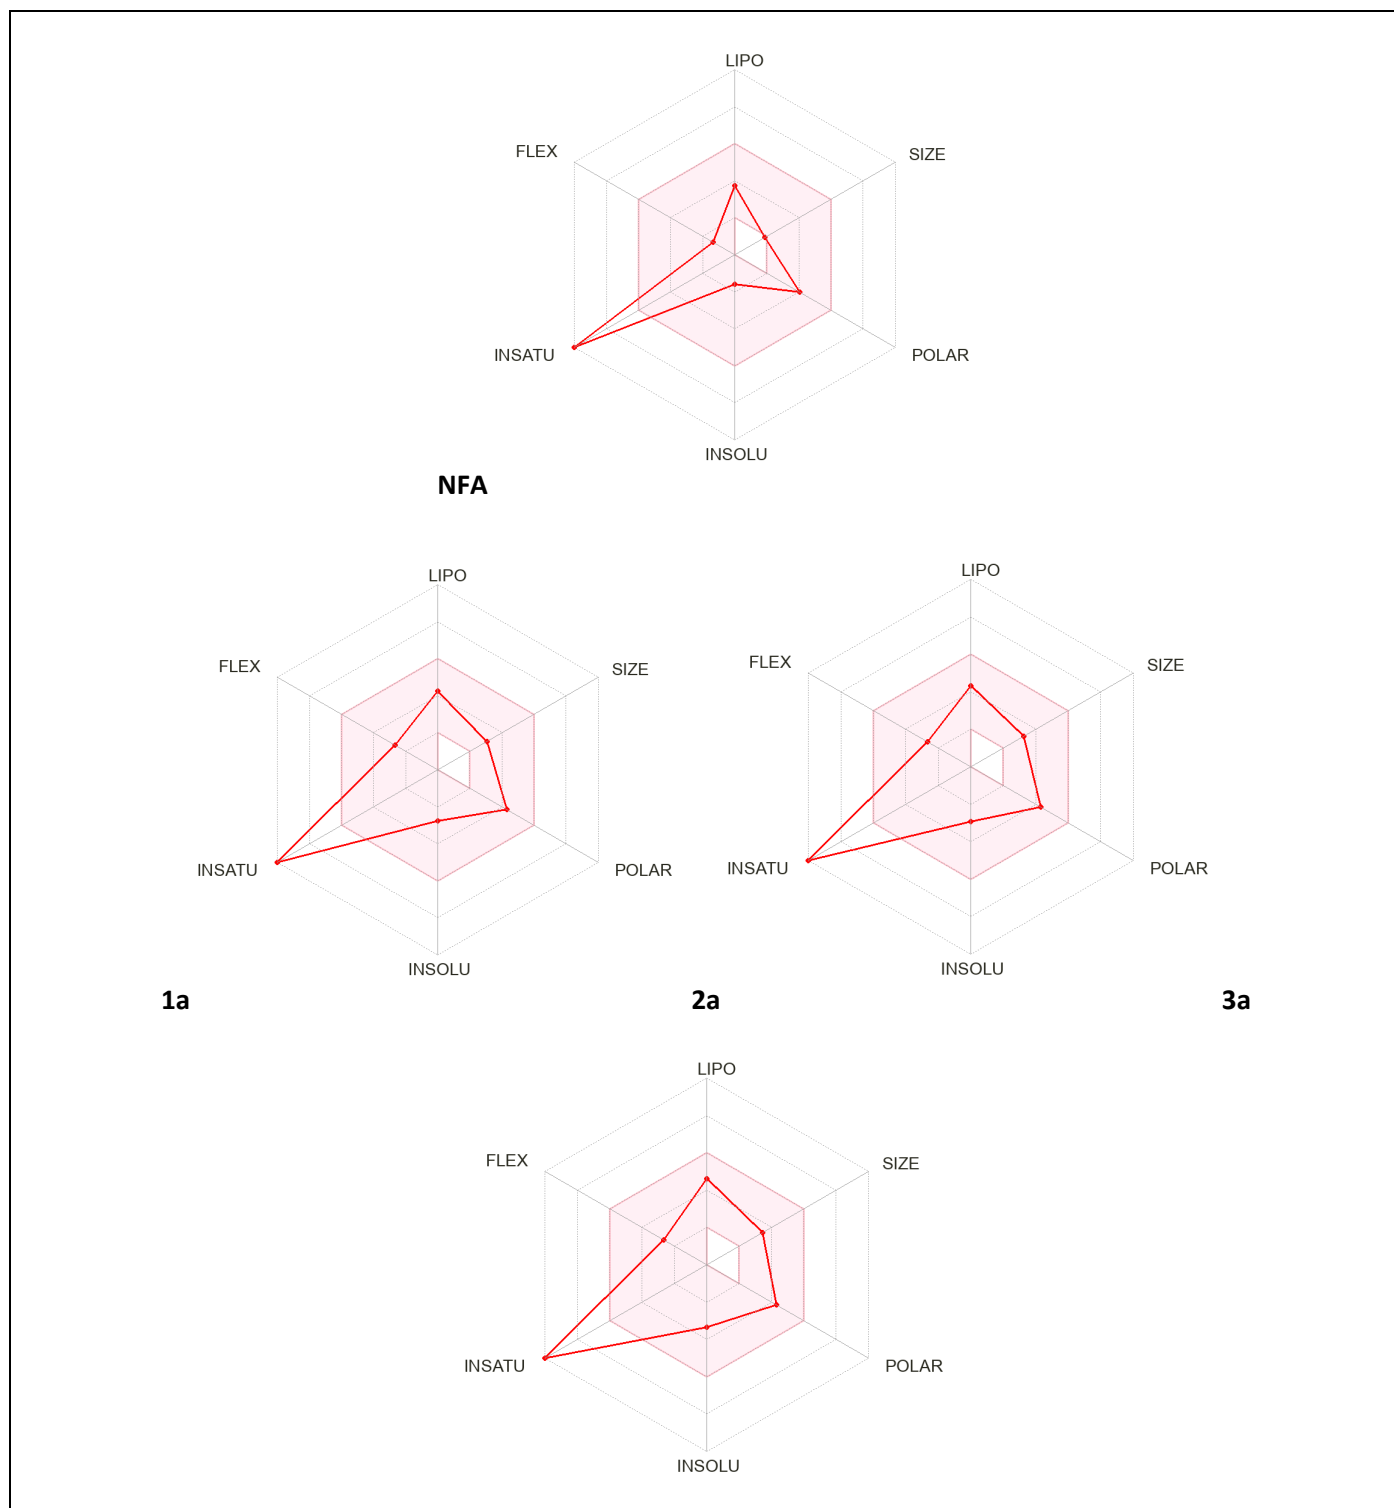 LIPO
FLEX
SIZE
INSATU
POLAR
INSOLU
NFA
LIPO
FLEX
SIZE
INSATU
POLAR
INSOLU
LIPO
FLEX
SIZE
INSATU
POLAR
INSOLU
1a 2a 3a
LIPO
FLEX
SIZE
INSATU
POLAR
INSOLU